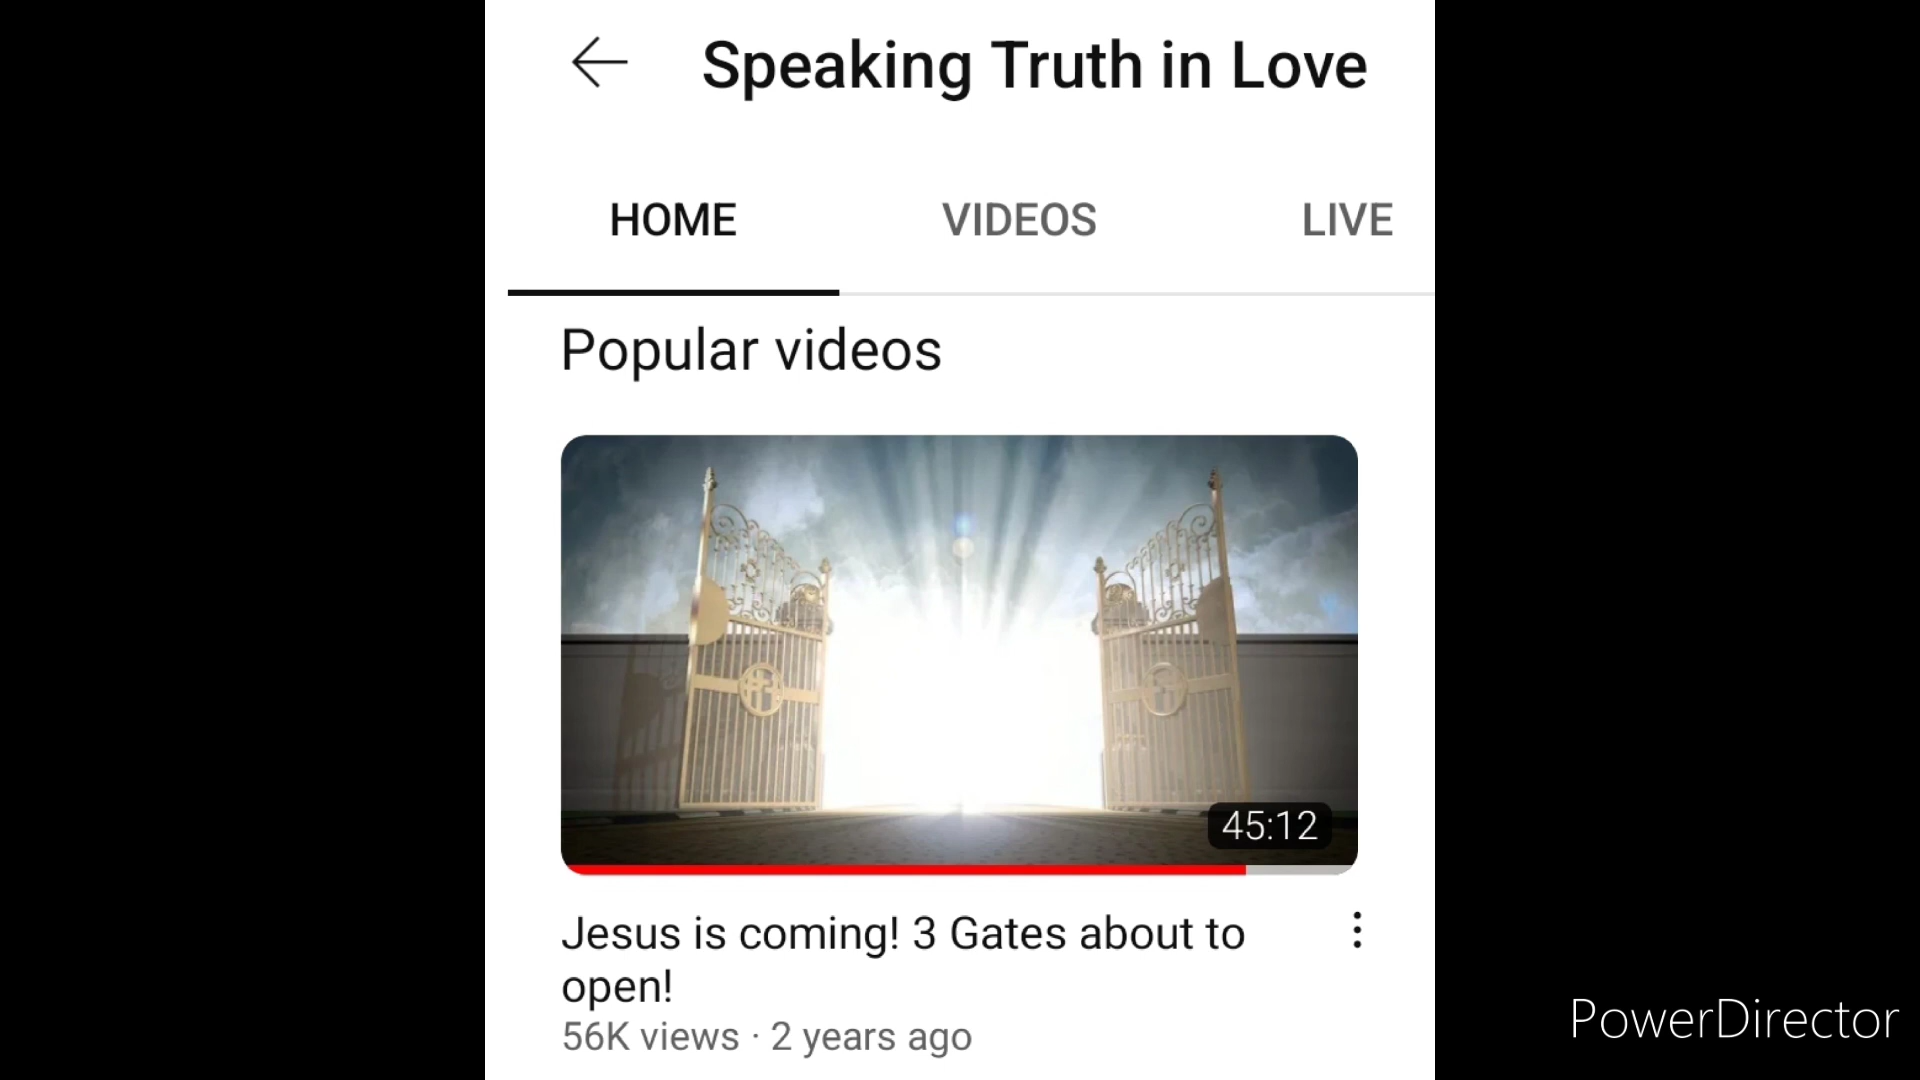 Speaking Truth in Love
HOME VIDEOS LIVE
Popular videos
45:12
Jesus is coming! 3 Gates about to
open!
56K views · 2 years ago
PowerDirector